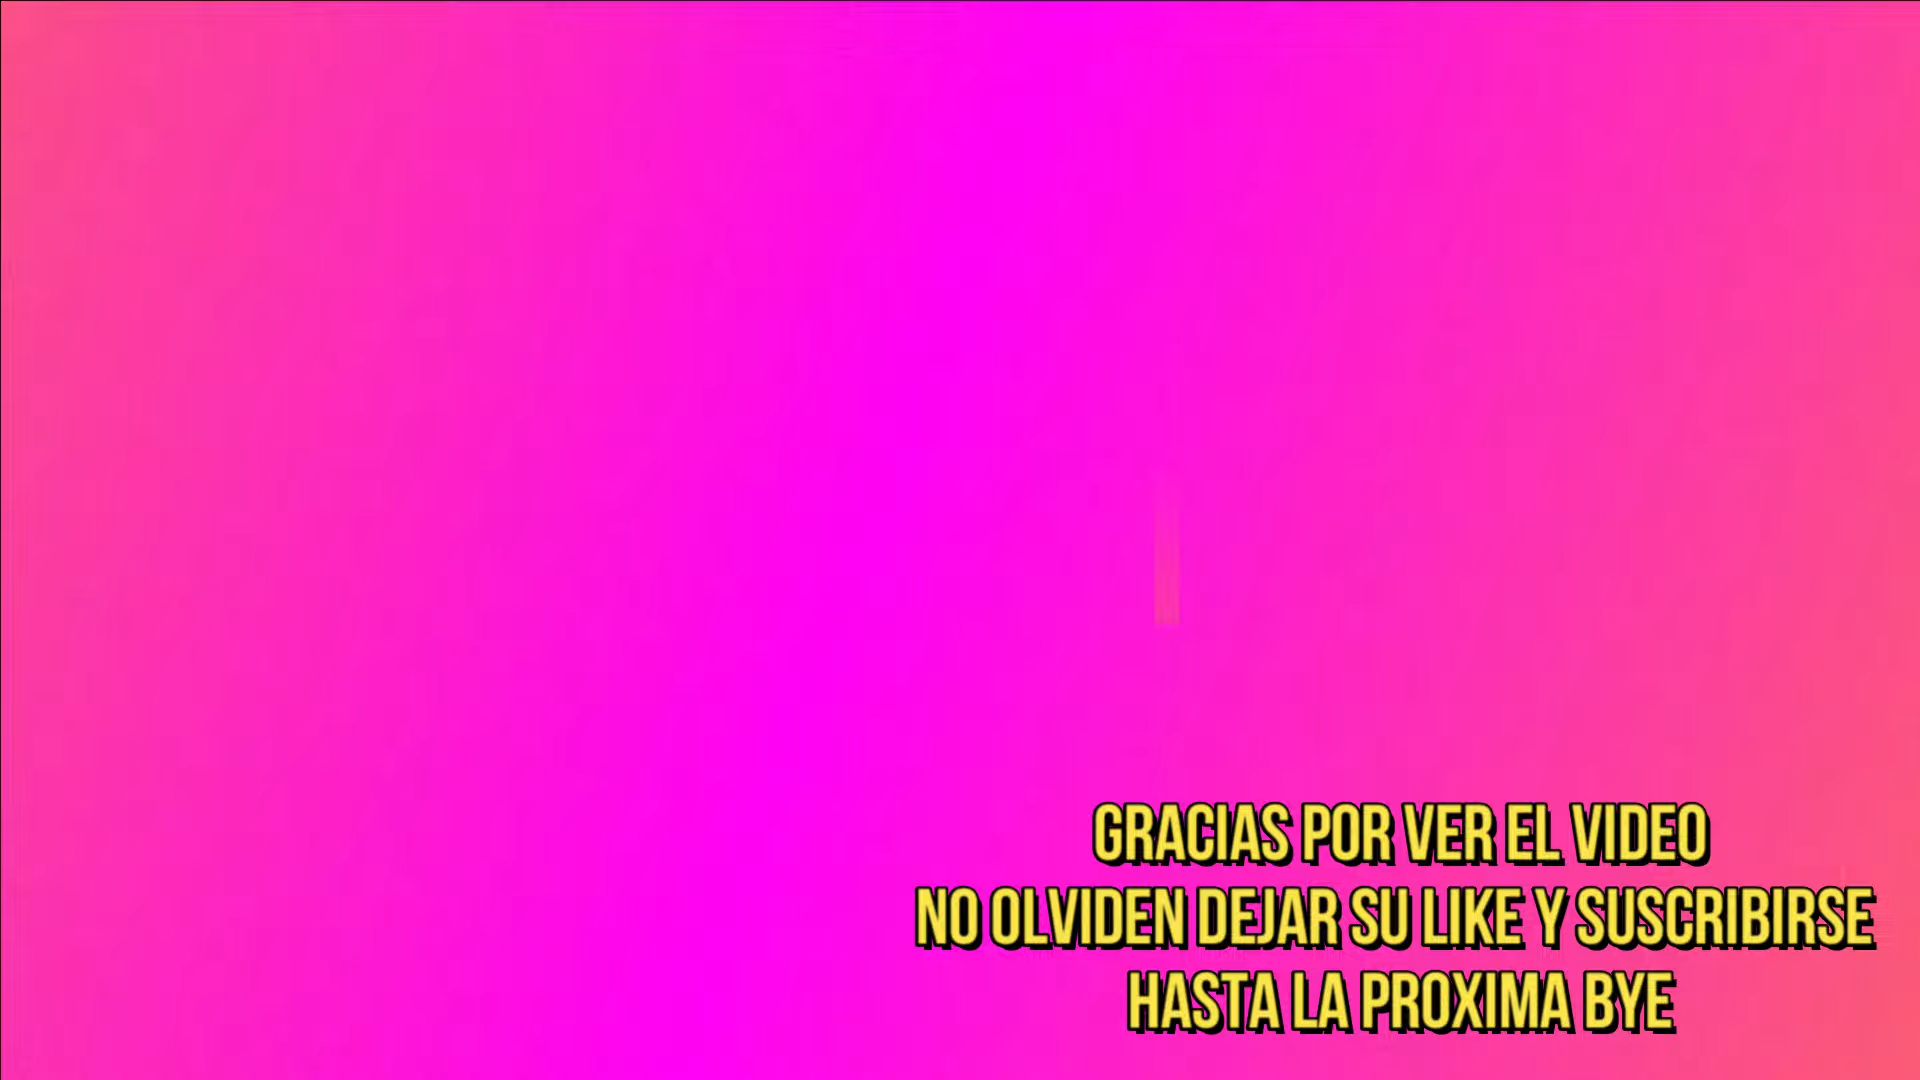 GRACIAS POR VER EL VIDEO
NO OLVIDEN DEJAR SU LIKE Y SUSCRIBIRSE
HASTA LA PROXIMA BYE